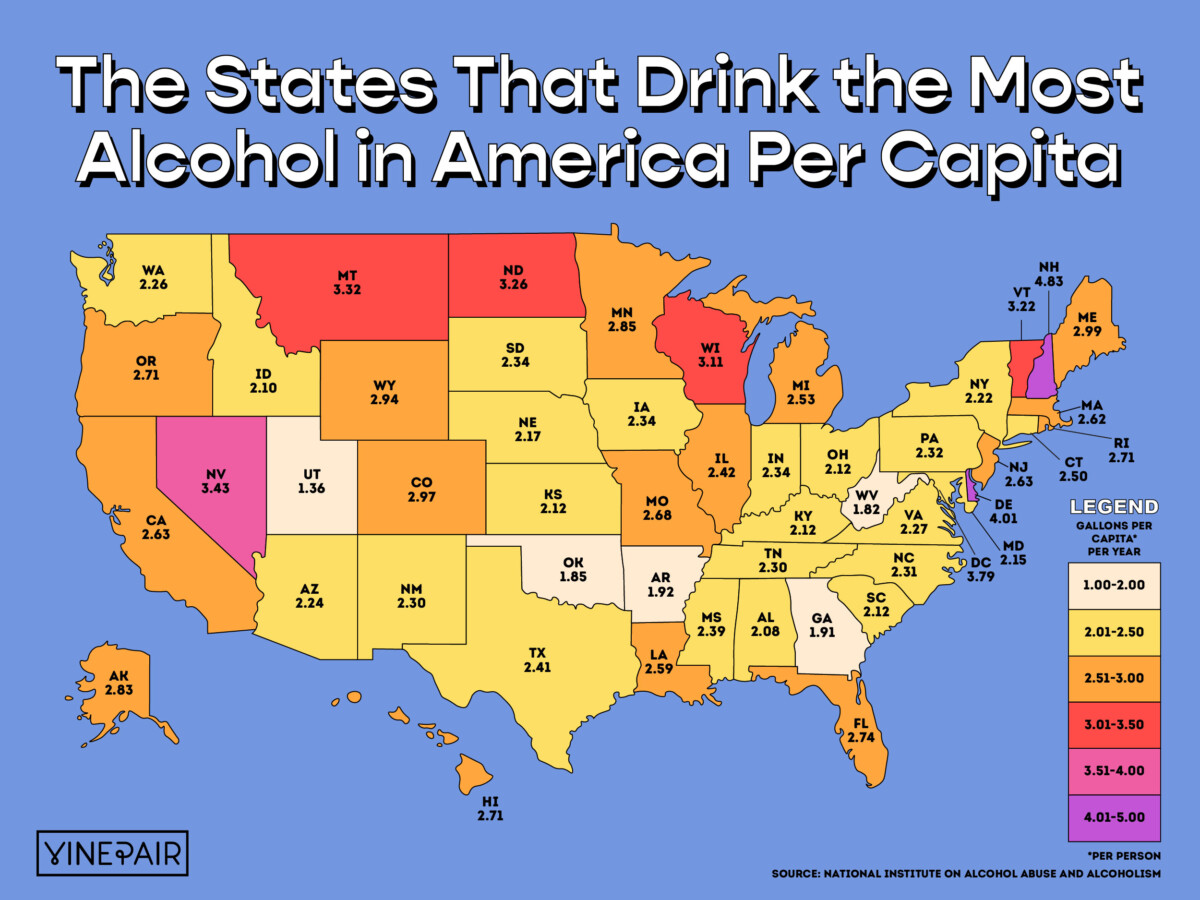 The States That Drink the Most
Alcohol in America Per Capita
WA
2.26
MT
3.32
ND
3.26
MN
2.85
NH
4.83
VT
3.22
ME
2.99
OR
2.71
ID
2.10
WY
2.94
SD
2.34
WI
3.11
MI
2.53
NY
2.22
MA
2.62
RI
2.71
CT
2.50
NV
3.43
UT
1.36
CO
2.97
NE
2.17
IA
2.34
IL
2.42
IN
2.34
OH
2.12
PA
2.32
NJ
2.63
DE
4.01
MD
2.15
DC
3.79
CA
2.63
KS
2.12
MO
2.68
KY
2.12
WV
1.82
VA
2.27
AZ
2.24
NM
2.30
OK
1.85
AR
1.92
TN
2.30
NC
2.31
SC
2.12
MS
2.39
AL
2.08
GA
1.91
TX
2.41
LA
2.59
FL
2.74
AK
2.83
HI
2.71
LEGEND
GALLONS PER
CAPITA*
PER YEAR
1.00-2.00
2.01-2.50
2.51-3.00
3.01-3.50
3.51-4.00
4.01-5.00
VINEPAIR
*PER PERSON
SOURCE: NATIONAL INSTITUTE ON ALCOHOL ABUSE AND ALCOHOLISM